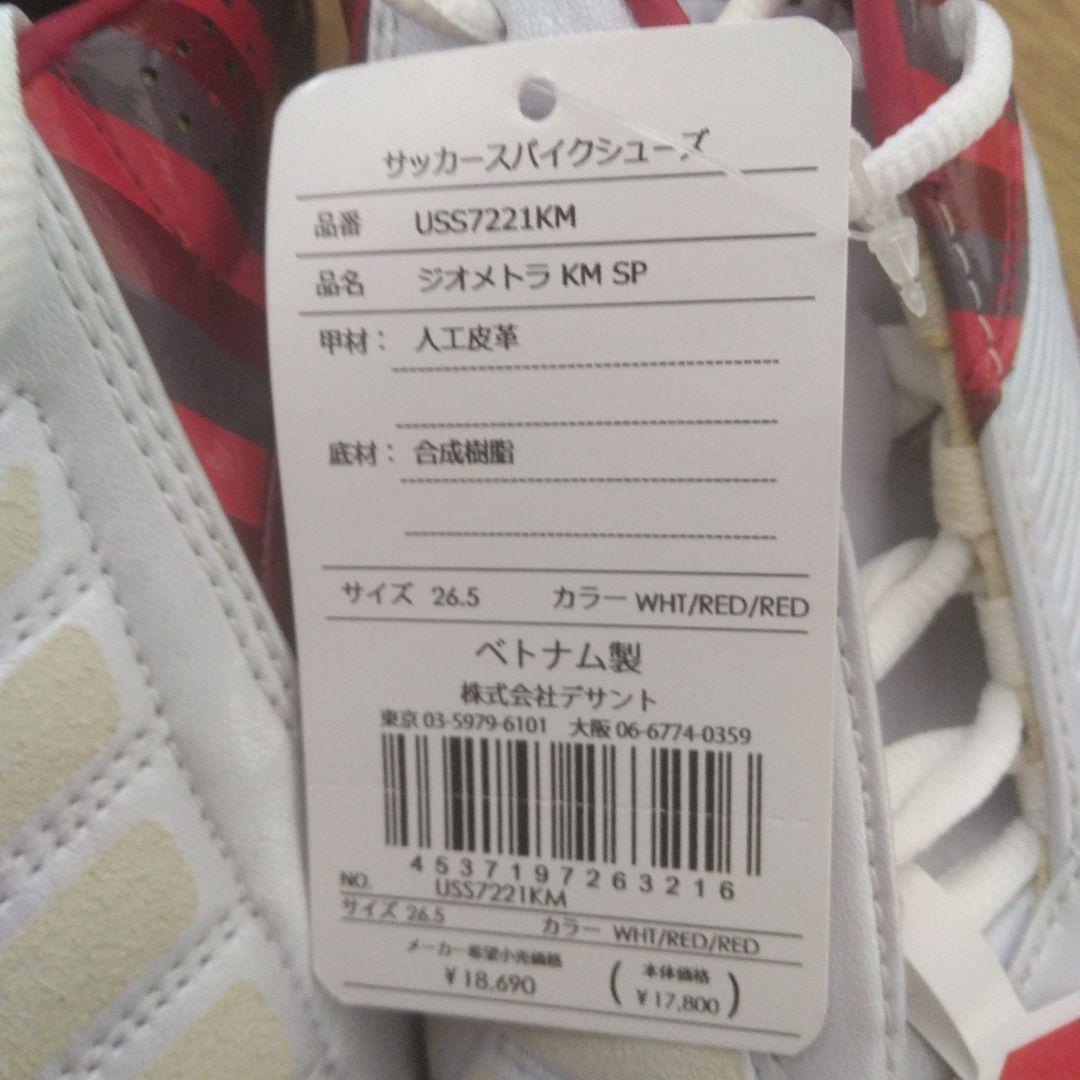 サッカースパイクシューズ
品番 USS7221KM
品名 ジオメトラ KM SP
甲材： 人工皮革
底材： 合成樹脂
サイズ 26.5 カラー WHT/RED/RED
ベトナム製
株式会社デサント
東京 03-5979-6101 大阪 06-6774-0359
4537197263216
NO. USS7221KM
サイズ 26.5 カラー WHT/RED/RED
メーカー希望小売価格 本体価格
￥18,690 (￥17,800)